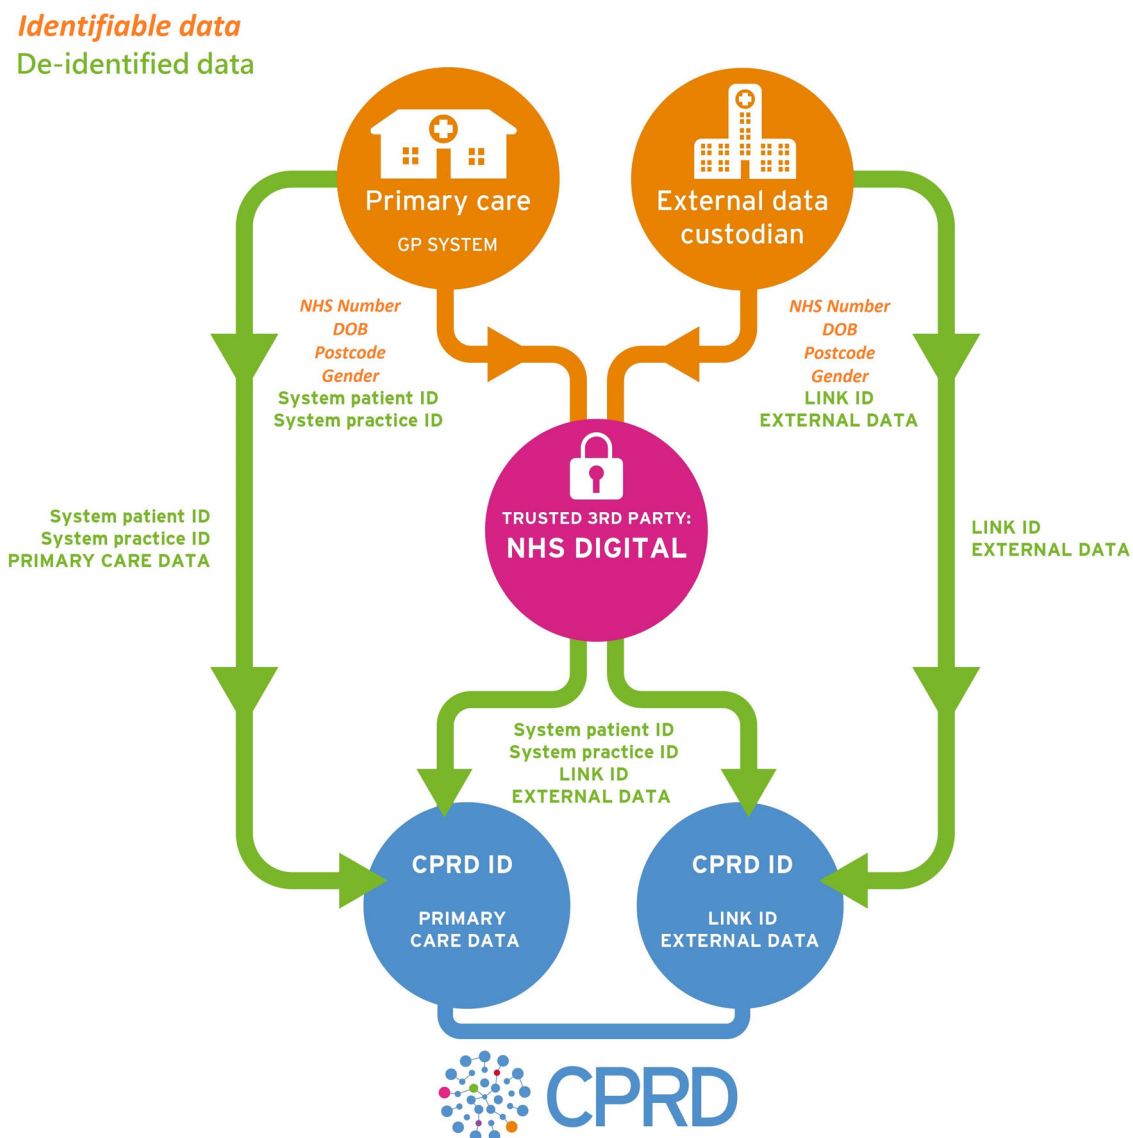 Identifiable data
De-identified data
Primary care
GP SYSTEM
External data
custodian
NHS Number
DOB
Postcode
Gender
System patient ID
System practice ID
NHS Number
DOB
Postcode
Gender
LINK ID
EXTERNAL DATA
System patient ID
System practice ID
PRIMARY CARE DATA
TRUSTED 3RD PARTY:
NHS DIGITAL
LINK ID
EXTERNAL DATA
System patient ID
System practice ID
LINK ID
EXTERNAL DATA
CPRD ID
PRIMARY
CARE DATA
CPRD ID
LINK ID
EXTERNAL DATA
CPRD